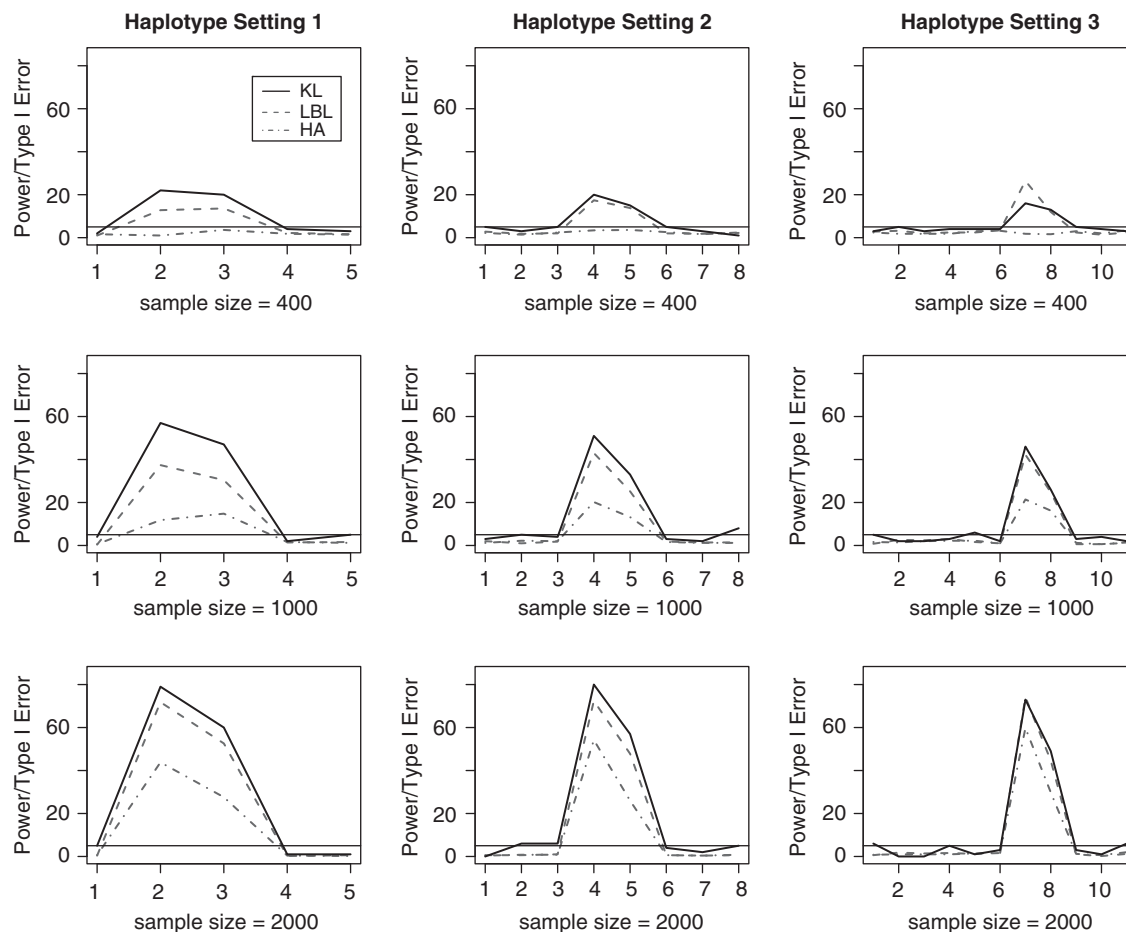 Haplotype Setting 1
Haplotype Setting 2
Haplotype Setting 3
Power/Type I Error
60
20
0
KL
LBL
HA
1 2 3 4 5
sample size = 400
Power/Type I Error
60
20
0
1 2 3 4 5 6 7 8
sample size = 400
Power/Type I Error
60
20
0
2 4 6 8 10
sample size = 400
Power/Type I Error
60
20
0
1 2 3 4 5
sample size = 1000
Power/Type I Error
60
20
0
1 2 3 4 5 6 7 8
sample size = 1000
Power/Type I Error
60
20
0
2 4 6 8 10
sample size = 1000
Power/Type I Error
60
20
0
1 2 3 4 5
sample size = 2000
Power/Type I Error
60
20
0
1 2 3 4 5 6 7 8
sample size = 2000
Power/Type I Error
60
20
0
2 4 6 8 10
sample size = 2000